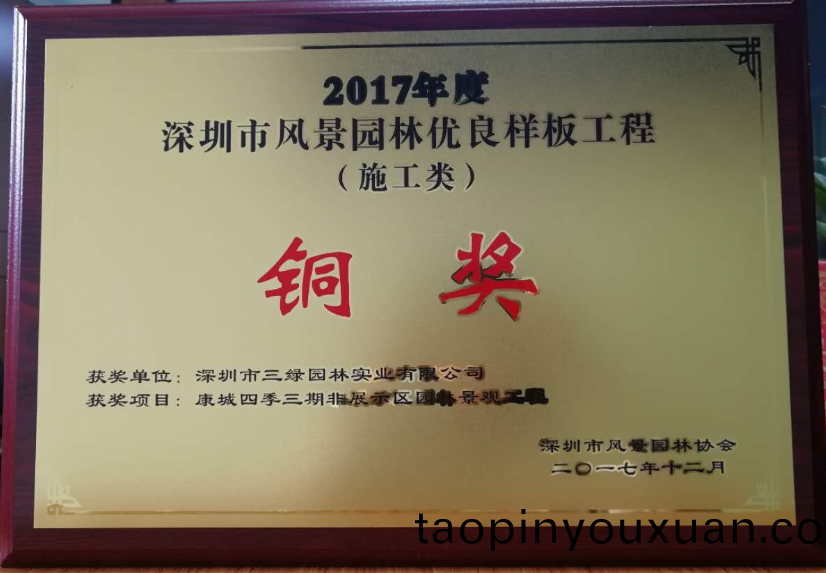 2017年度
深圳市风景园林优良样板工程
（施工类）
铜 奖
获奖单位：深圳市三绿园林实业有限公司
获奖项目：康城四季三期非展示区园林景观工程
深圳市风景园林协会
二〇一七年十二月
taopinyouxuan.co